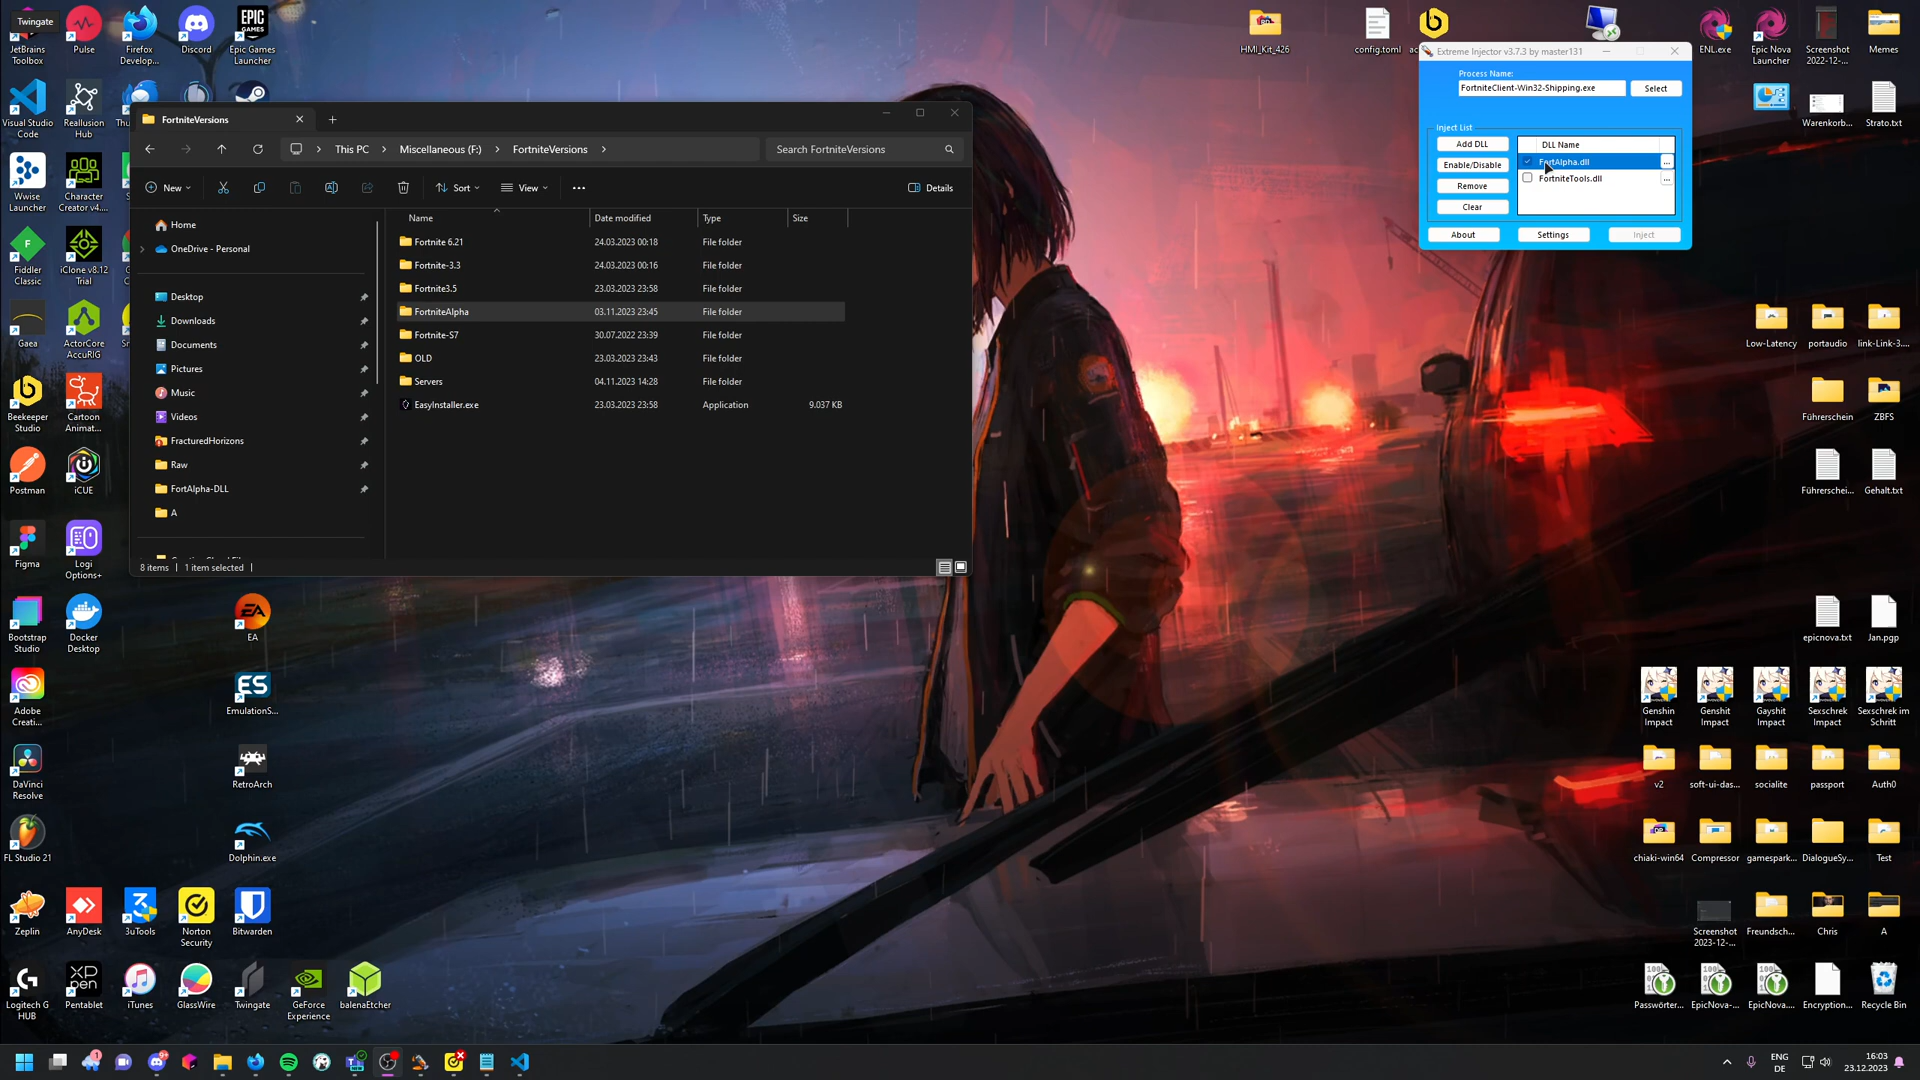 Twingate
JetBrains
Toolbox
Pulse
Firefox
Develop...
Discord
EPIC
GAMES
Epic Games
Launcher
HMI_Kit_426
config.toml
ENL.exe
Epic Nova
Launcher
Screenshot
2022-12-...
Memes
Visual Studio
Code
Reallusion
Hub
Warenkorb...
Strato.txt
Wwise
Launcher
Character
Creator v4....
Fiddler
Classic
iClone v8.12
Trial
Gaea
ActorCore
AccuRIG
Beekeeper
Studio
Cartoon
Animat...
Postman
iCUE
Figma
Logi
Options+
Bootstrap
Studio
Docker
Desktop
EA
EA
Adobe
Creati...
ES
EmulationS...
DaVinci
Resolve
RetroArch
FL Studio 21
Dolphin.exe
Zeplin
AnyDesk
3uTools
Norton
Security
Bitwarden
Logitech G
HUB
XP
PEN
Pentablet
iTunes
GlassWire
Twingate
GeForce
Experience
balenaEtcher
FortniteVersions
This PC
Miscellaneous (F:)
FortniteVersions
Search FortniteVersions
New
Sort
View
Details
Name
Date modified
Type
Size
Home
OneDrive - Personal
Desktop
Downloads
Documents
Pictures
Music
Videos
FracturedHorizons
Raw
FortAlpha-DLL
A
Fortnite 6.21 24.03.2023 00:18 File folder
Fortnite-3.3 24.03.2023 00:16 File folder
Fortnite3.5 23.03.2023 23:58 File folder
FortniteAlpha 03.11.2023 23:45 File folder
Fortnite-S7 30.07.2022 23:39 File folder
OLD 23.03.2023 23:43 File folder
Servers 04.11.2023 14:28 File folder
EasyInstaller.exe 23.03.2023 23:58 Application 9.037 KB
8 items 1 item selected
Extreme Injector v3.7.3 by master131
Process Name:
FortniteClient-Win32-Shipping.exe
Select
Inject List
Add DLL
Enable/Disable
Remove
Clear
DLL Name
FortAlpha.dll
...
FortniteTools.dll
...
About
Settings
Inject
Low-Latency
portaudio
link-Link-3....
Führerschein
ZBFS
Führerschei...
Gehalt.txt
epicnova.txt
Jan.pgp
Genshin
Impact
Genshin
Impact
Gayshit
Impact
Sexschrek
Impact
Sexschrek im
Schritt
v2
soft-ui-das...
socialite
passport
Auth0
chiaki-win64
Compressor
gamespark...
DialogueSy...
Test
Screenshot
2023-12-...
Freundsch...
Chris
A
Passwörter...
EpicNova-...
EpicNova....
Encryption...
Recycle Bin
ENG
DE
16:03
23.12.2023